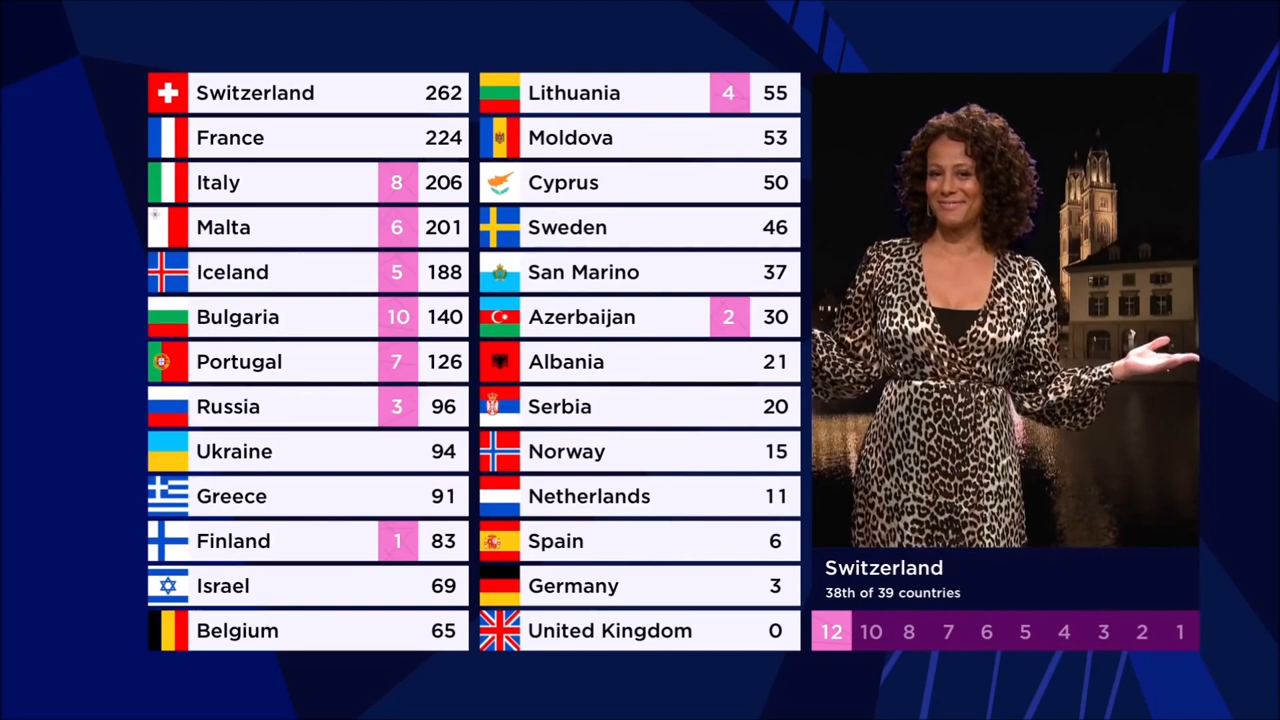 Switzerland 262
France 224
Italy 8 206
Malta 6 201
Iceland 5 188
Bulgaria 10 140
Portugal 7 126
Russia 3 96
Ukraine 94
Greece 91
Finland 1 83
Israel 69
Belgium 65
Lithuania 4 55
Moldova 53
Cyprus 50
Sweden 46
San Marino 37
Azerbaijan 2 30
Albania 21
Serbia 20
Norway 15
Netherlands 11
Spain 6
Germany 3
United Kingdom 0
Switzerland
38th of 39 countries
12 10 8 7 6 5 4 3 2 1